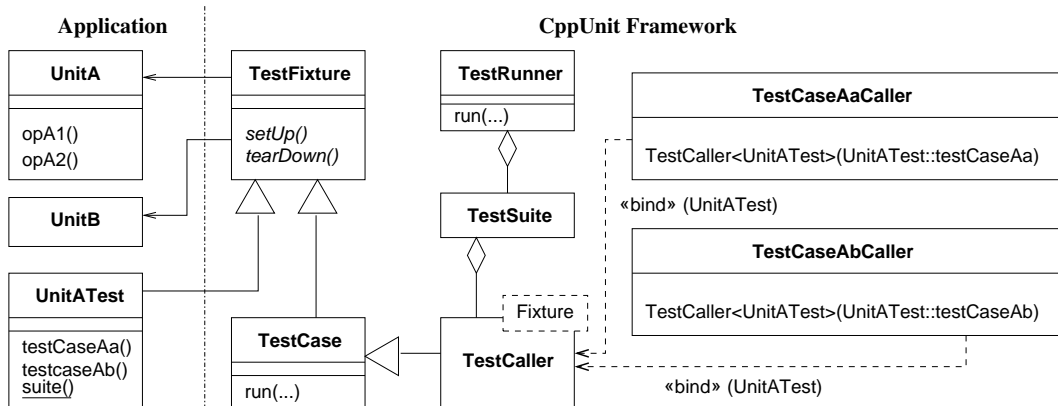 Application
CppUnit Framework
UnitA
opA1()
opA2()
UnitB
UnitATest
testCaseAa()
testcaseAb()
suite()
TestFixture
setUp()
tearDown()
TestCase
run(...)
TestRunner
run(...)
TestSuite
Fixture
TestCaller
TestCaseAaCaller
TestCaller<UnitATest>(UnitATest::testCaseAa)
«bind» (UnitATest)
TestCaseAbCaller
TestCaller<UnitATest>(UnitATest::testCaseAb)
«bind» (UnitATest)